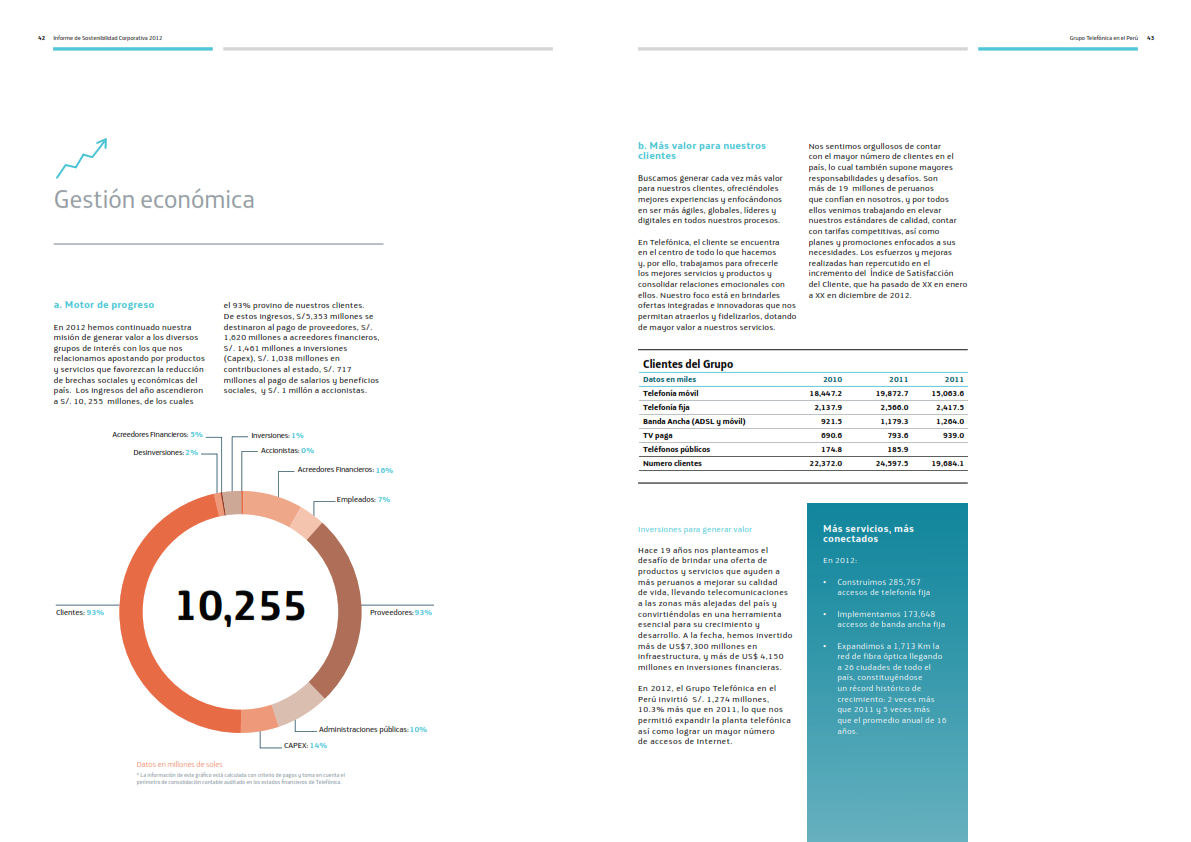 42 Informe de Sostenibilidad Corporativa 2012
Gestión económica
a. Motor de progreso
En 2012 hemos continuado nuestra
misión de generar valor a los diversos
grupos de interés con los que nos
relacionamos apostando por productos
y servicios que favorezcan la reducción
de brechas sociales y económicas del
país. Los ingresos del año ascendieron
a S/. 10, 255 millones, de los cuales
el 93% provino de nuestros clientes.
De estos ingresos, S/5,353 millones se
destinaron al pago de proveedores, S/.
1,620 millones a acreedores financieros,
S/. 1,461 millones a inversiones
(Capex), S/. 1,038 millones en
contribuciones al estado, S/. 717
millones al pago de salarios y beneficios
sociales, y S/. 1 millón a accionistas.
Acreedores Financieros: 5%
Desinversiones: 2%
Inversiones: 1%
Accionistas: 0%
Acreedores Financieros: 16%
Empleados: 7%
Clientes: 93%
10,255
Proveedores: 93%
Administraciones públicas: 10%
CAPEX: 14%
Datos en millones de soles
* La información de este gráfico está calculada con criterio de pagos y toma en cuenta el
perímetro de consolidación contable auditado en los estados financieros de Telefónica.
Grupo Telefónica en el Perú 43
b. Más valor para nuestros
clientes
Buscamos generar cada vez más valor
para nuestros clientes, ofreciéndoles
mejores experiencias y enfocándonos
en ser más ágiles, globales, líderes y
digitales en todos nuestros procesos.
En Telefónica, el cliente se encuentra
en el centro de todo lo que hacemos
y, por ello, trabajamos para ofrecerle
los mejores servicios y productos y
consolidar relaciones emocionales con
ellos. Nuestro foco está en brindarles
ofertas integradas e innovadoras que nos
permitan atraerlos y fidelizarlos, dotando
de mayor valor a nuestros servicios.
Nos sentimos orgullosos de contar
con el mayor número de clientes en el
país, lo cual también supone mayores
responsabilidades y desafíos. Son
más de 19 millones de peruanos
que confían en nosotros, y por todos
ellos venimos trabajando en elevar
nuestros estándares de calidad, contar
con tarifas competitivas, así como
planes y promociones enfocados a sus
necesidades. Los esfuerzos y mejoras
realizadas han repercutido en el
incremento del Índice de Satisfacción
del Cliente, que ha pasado de XX en enero
a XX en diciembre de 2012.
Clientes del Grupo
Datos en miles 2010 2011 2011
Telefonía móvil 18,447.2 19,872.7 15,063.6
Telefonía fija 2,137.9 2,566.0 2,417.5
Banda Ancha (ADSL y móvil) 921.5 1,179.3 1,264.0
TV paga 690.6 793.6 939.0
Teléfonos públicos 174.8 185.9
Numero clientes 22,372.0 24,597.5 19,684.1
Inversiones para generar valor
Hace 19 años nos planteamos el
desafío de brindar una oferta de
productos y servicios que ayuden a
más peruanos a mejorar su calidad
de vida, llevando telecomunicaciones
a las zonas más alejadas del país y
convirtiéndolas en una herramienta
esencial para su crecimiento y
desarrollo. A la fecha, hemos invertido
más de US$7,300 millones en
infraestructura, y más de US$ 4,150
millones en inversiones financieras.
En 2012, el Grupo Telefónica en el
Perú invirtió S/. 1,274 millones,
10.3% más que en 2011, lo que nos
permitió expandir la planta telefónica
así como lograr un mayor número
de accesos de internet.
Más servicios, más
conectados
En 2012:
• Construimos 285,767
accesos de telefonía fija
• Implementamos 173,648
accesos de banda ancha fija
• Expandimos a 1,713 Km la
red de fibra óptica llegando
a 26 ciudades de todo el
país, constituyéndose
un récord histórico de
crecimiento: 2 veces más
que 2011 y 5 veces más
que el promedio anual de 16
años.